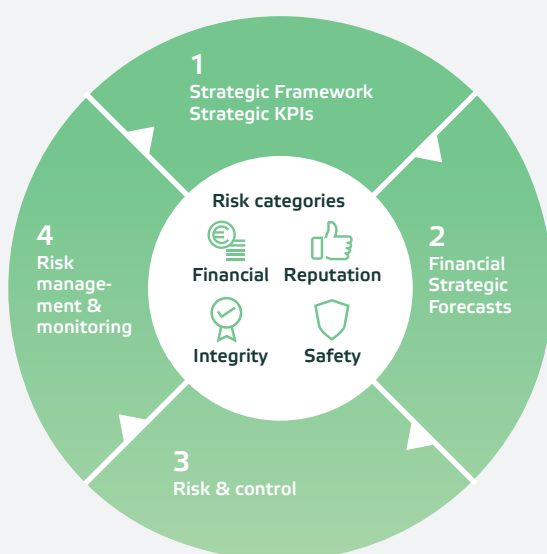 1
Strategic Framework
Strategic KPIs
Risk categories
Financial
Reputation
Integrity
Safety
2
Financial
Strategic
Forecasts
3
Risk & control
4
Risk
manage-
ment &
monitoring